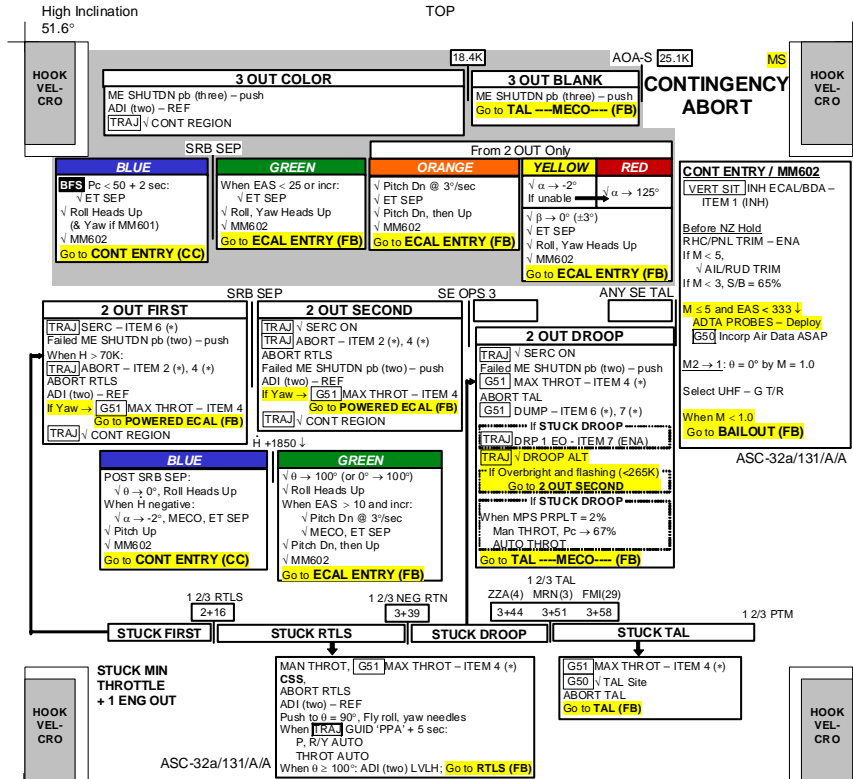 High Inclination
51.6°
TOP
HOOK
VEL-
CRO
18.4K
AOA-S
25.1K
MS
HOOK
VEL-
CRO
3 OUT COLOR
ME SHUTDN pb (three) – push
ADI (two) – REF
TRAJ √ CONT REGION
3 OUT BLANK
ME SHUTDN pb (three) – push
Go to TAL ----MECO---- (FB)
CONTINGENCY
ABORT
SRB SEP
From 2 OUT Only
BLUE
BFS Pc < 50 + 2 sec:
√ ET SEP
√ Roll Heads Up
(& Yaw if MM601)
√ MM602
Go to CONT ENTRY (CC)
GREEN
When EAS < 25 or incr:
√ ET SEP
√ Roll, Yaw Heads Up
√ MM602
Go to ECAL ENTRY (FB)
ORANGE
√ Pitch Dn @ 3°/sec
√ ET SEP
√ Pitch Dn, then Up
√ MM602
Go to ECAL ENTRY (FB)
YELLOW
√ α → -2°
If unable
RED
√ α → 125°
√ β → 0° (±3°)
√ ET SEP
√ Roll, Yaw Heads Up
√ MM602
Go to ECAL ENTRY (FB)
CONT ENTRY / MM602
VERT SIT INH ECAL/BDA –
ITEM 1 (INH)
Before NZ Hold
RHC/PNL TRIM – ENA
If M < 5,
√ AIL/RUD TRIM
If M < 3, S/B = 65%
M ≤ 5 and EAS < 333 ↓
ADTA PROBES – Deploy
G50 Incorp Air Data ASAP
M2 → 1: θ = 0° by M = 1.0
Select UHF – G T/R
When M < 1.0
Go to BAILOUT (FB)
ASC-32a/131/A/A
SRB SEP
SE OPS 3
ANY SE TAL
2 OUT FIRST
TRAJ SERC – ITEM 6 (*)
Failed ME SHUTDN pb (two) – push
When H > 70K:
TRAJ ABORT – ITEM 2 (*), 4 (*)
ABORT RTLS
ADI (two) – REF
If Yaw → G51 MAX THROT – ITEM 4
Go to POWERED ECAL (FB)
TRAJ √ CONT REGION
2 OUT SECOND
TRAJ √ SERC ON
TRAJ ABORT – ITEM 2 (*), 4 (*)
ABORT RTLS
Failed ME SHUTDN pb (two) – push
ADI (two) – REF
If Yaw → G51 MAX THROT – ITEM 4
Go to POWERED ECAL (FB)
TRAJ √ CONT REGION
2 OUT DROOP
TRAJ √ SERC ON
Failed ME SHUTDN pb (two) – push
G51 MAX THROT – ITEM 4 (*)
ABORT TAL
G51 DUMP – ITEM 6 (*), 7 (*)
If STUCK DROOP
TRAJ DRP 1 EO - ITEM 7 (ENA)
TRAJ √ DROOP ALT
If Overbright and flashing (<265K)
Go to 2 OUT SECOND
If STUCK DROOP
When MPS PRPLT = 2%
Man THROT, Pc → 67%
AUTO THROT
Go to TAL ----MECO---- (FB)
Ḣ +1850 ↓
BLUE
POST SRB SEP:
√ θ → 0°, Roll Heads Up
When Ḣ negative:
√ α → -2°, MECO, ET SEP
√ Pitch Up
√ MM602
Go to CONT ENTRY (CC)
GREEN
√ θ → 100° (or 0° → 100°)
√ Roll Heads Up
When EAS > 10 and incr:
√ Pitch Dn @ 3°/sec
√ MECO, ET SEP
√ Pitch Dn, then Up
√ MM602
Go to ECAL ENTRY (FB)
1 2/3 RTLS
2+16
1 2/3 NEG RTN
3+39
1 2/3 TAL
ZZA(4) MRN(3) FMI(29)
3+44 3+51 3+58
1 2/3 PTM
STUCK FIRST
STUCK RTLS
STUCK DROOP
STUCK TAL
HOOK
VEL-
CRO
STUCK MIN
THROTTLE
+ 1 ENG OUT
ASC-32a/131/A/A
MAN THROT, G51 MAX THROT – ITEM 4 (*)
CSS,
ABORT RTLS
ADI (two) – REF
Push to θ = 90°, Fly roll, yaw needles
When TRAJ GUID 'PPA' + 5 sec:
P, R/Y AUTO
THROT AUTO
When θ ≥ 100°: ADI (two) LVLH; Go to RTLS (FB)
G51 MAX THROT – ITEM 4 (*)
G50 √ TAL Site
ABORT TAL
Go to TAL (FB)
HOOK
VEL-
CRO